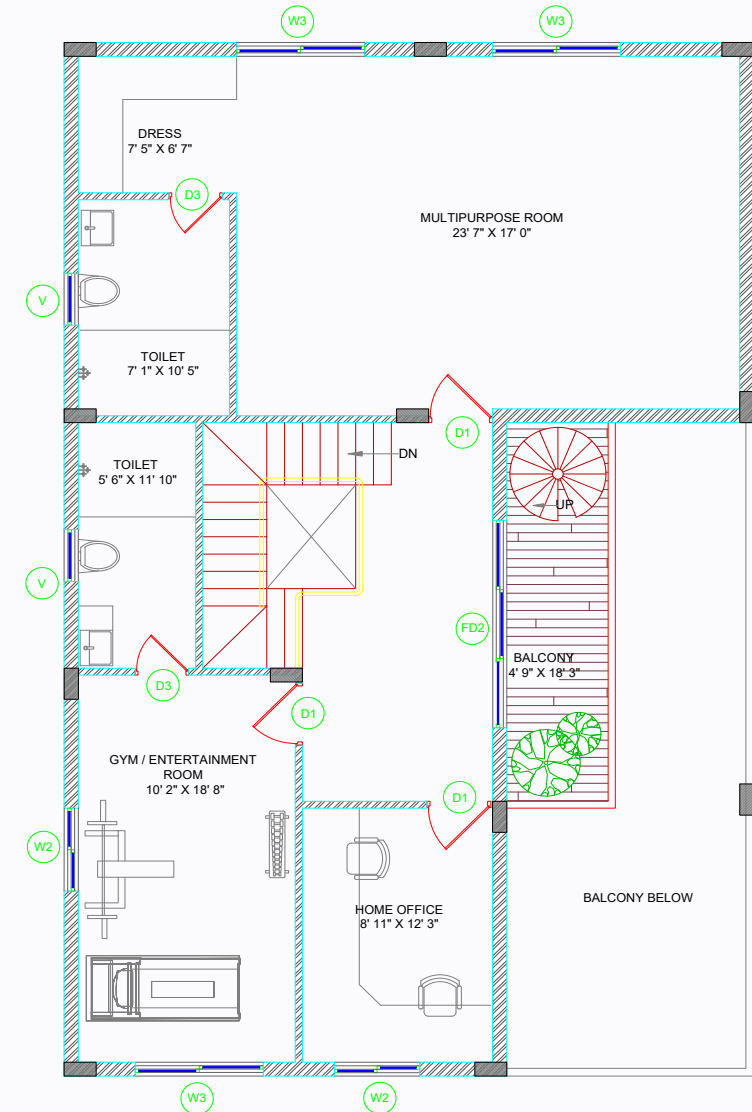 W3
W3
DRESS
7' 5" X 6' 7"
D3
MULTIPURPOSE ROOM
23' 7" X 17' 0"
V
TOILET
7' 1" X 10' 5"
D1
DN
TOILET
5' 6" X 11' 10"
UP
V
FD2
BALCONY
4' 9" X 18' 3"
D3
D1
GYM / ENTERTAINMENT
ROOM
10' 2" X 18' 8"
D1
W2
HOME OFFICE
8' 11" X 12' 3"
BALCONY BELOW
W3
W2